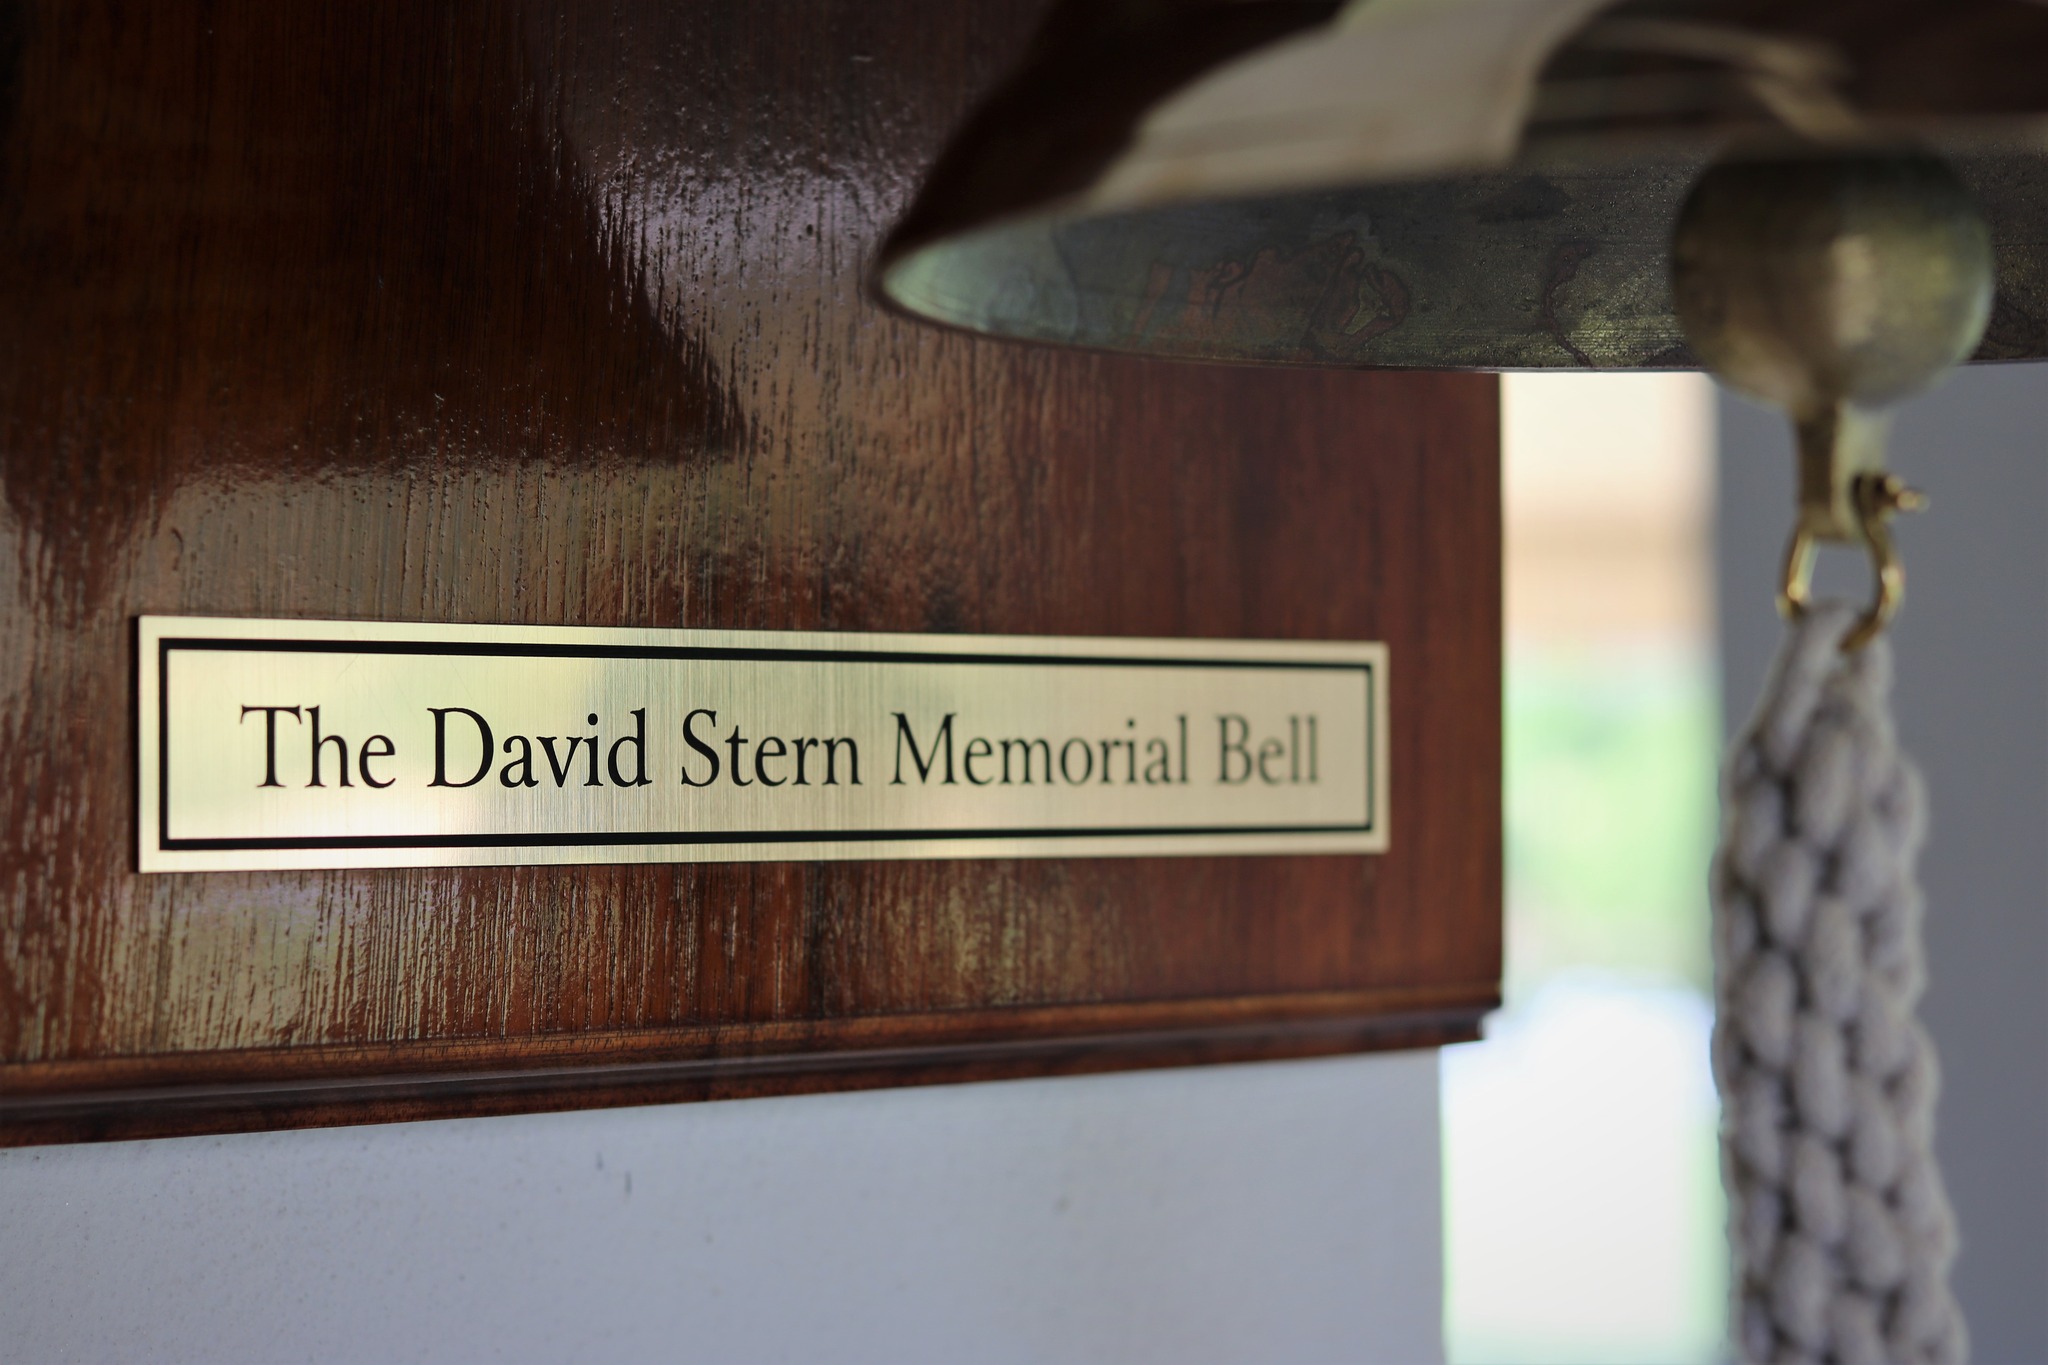 The David Stern Memorial Bell